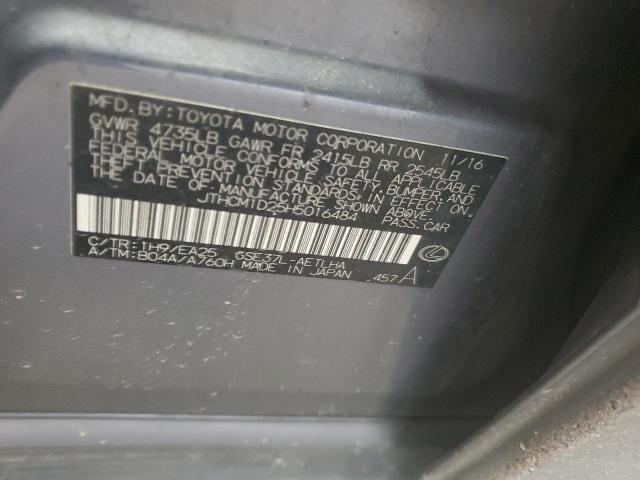 MFD. BY: TOYOTA MOTOR CORPORATION 11/16
GVWR 4735LB GAWR FR 2415LB RR 2545LB
THIS VEHICLE CONFORMS TO ALL APPLICABLE
FEDERAL MOTOR VEHICLE SAFETY, BUMPER, AND
THEFT PREVENTION STANDARDS IN EFFECT ON
THE DATE OF MANUFACTURE SHOWN ABOVE.
JTHCM1D25H5016484 PASS.CAR
C/TR: 1H9/EA25 GSE37L-AETLHA
A/TM: B04A/A760H MADE IN JAPAN 457 A